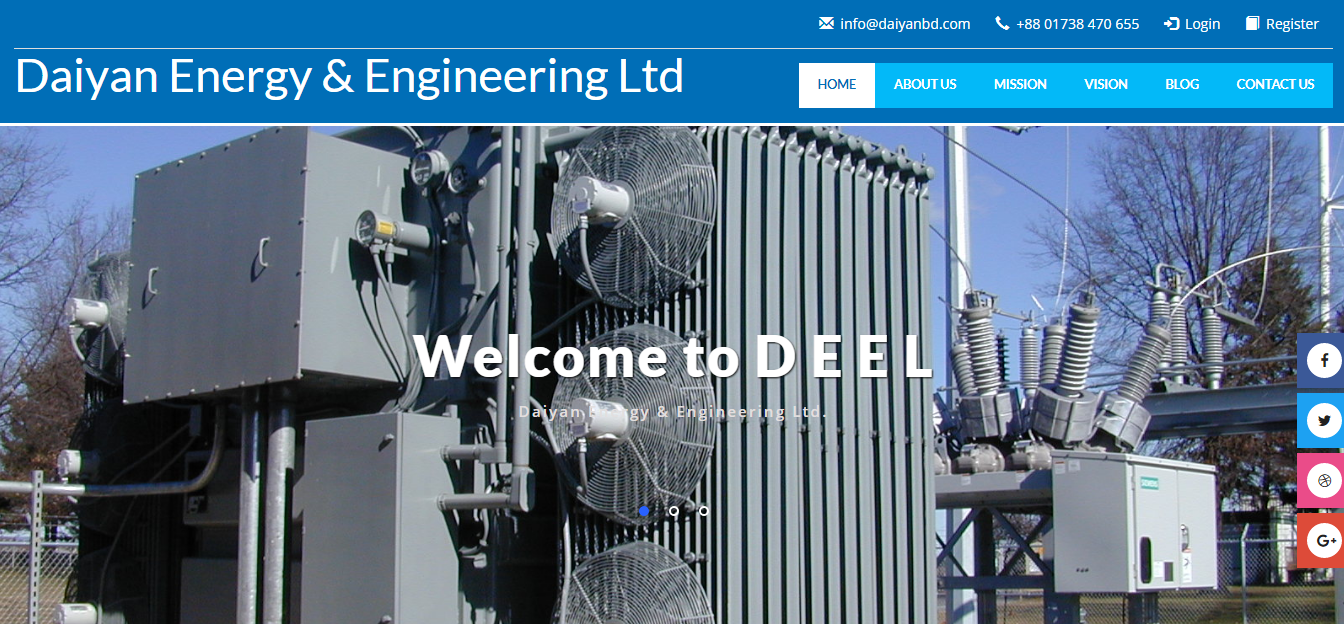 info@daiyanbd.com +88 01738 470 655 Login Register
Daiyan Energy & Engineering Ltd
HOME ABOUT US MISSION VISION BLOG CONTACT US
Welcome to D E E L
Daiyan Energy & Engineering Ltd.
SIEMENS
G+